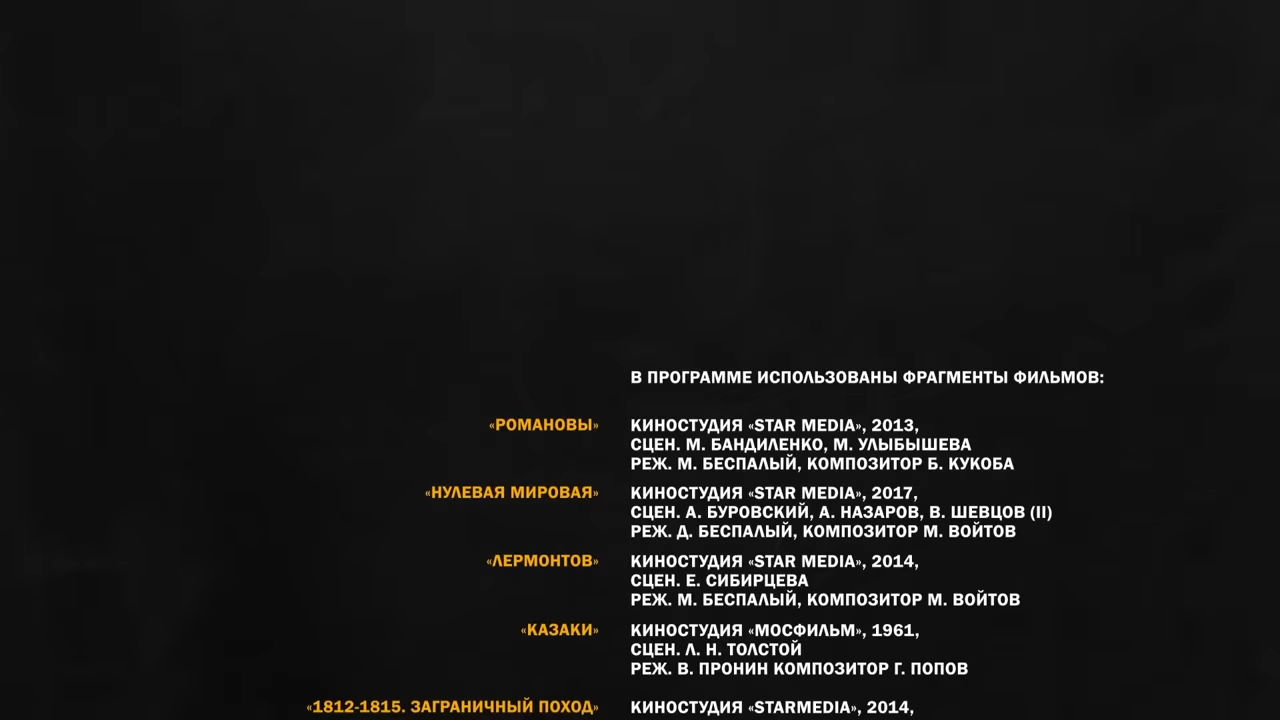 В ПРОГРАММЕ ИСПОЛЬЗОВАНЫ ФРАГМЕНТЫ ФИЛЬМОВ:
«РОМАНОВЫ» КИНОСТУДИЯ «STAR MEDIA», 2013,
СЦЕН. М. БАНДИЛЕНКО, М. УЛЫБЫШЕВА
РЕЖ. М. БЕСПАЛЫЙ, КОМПОЗИТОР Б. КУКОБА
«НУЛЕВАЯ МИРОВАЯ» КИНОСТУДИЯ «STAR MEDIA», 2017,
СЦЕН. А. БУРОВСКИЙ, А. НАЗАРОВ, В. ШЕВЦОВ (II)
РЕЖ. Д. БЕСПАЛЫЙ, КОМПОЗИТОР М. ВОЙТОВ
«ЛЕРМОНТОВ» КИНОСТУДИЯ «STAR MEDIA», 2014,
СЦЕН. Е. СИБИРЦЕВА
РЕЖ. М. БЕСПАЛЫЙ, КОМПОЗИТОР М. ВОЙТОВ
«КАЗАКИ» КИНОСТУДИЯ «МОСФИЛЬМ», 1961,
СЦЕН. Л. Н. ТОЛСТОЙ
РЕЖ. В. ПРОНИН КОМПОЗИТОР Г. ПОПОВ
«1812-1815. ЗАГРАНИЧНЫЙ ПОХОД» КИНОСТУДИЯ «STARMEDIA», 2014,